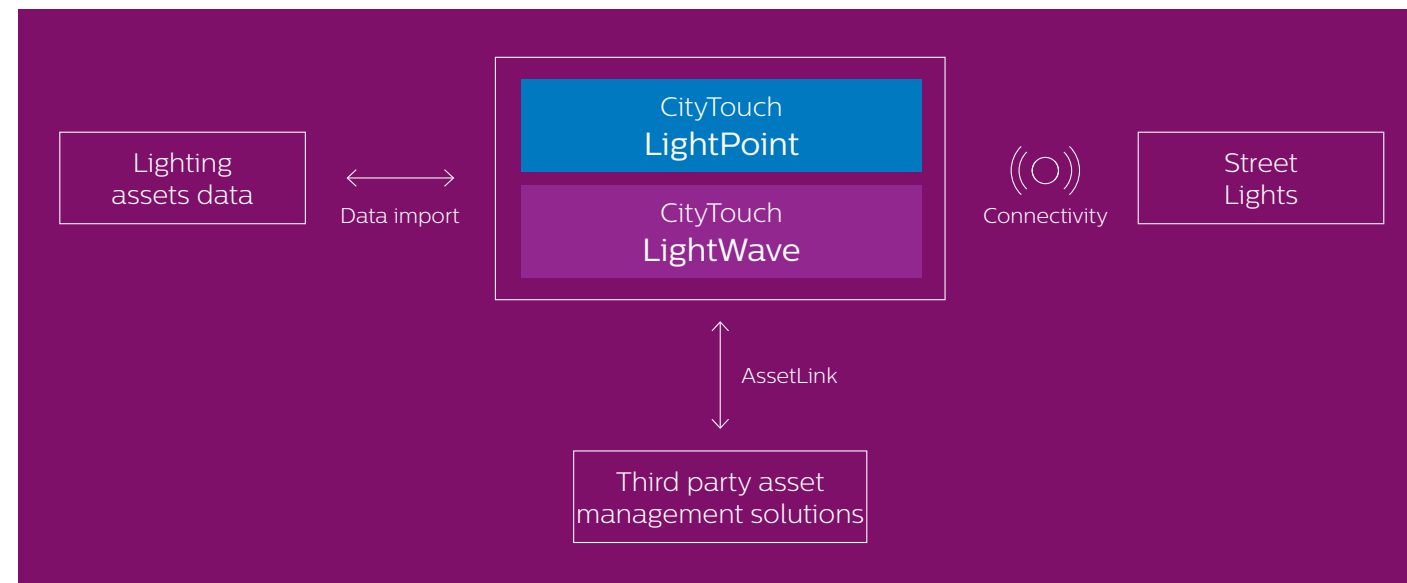 CityTouch
LightPoint
Lighting
assets data
Data import
CityTouch
LightWave
Connectivity
Street
Lights
AssetLink
Third party asset
management solutions